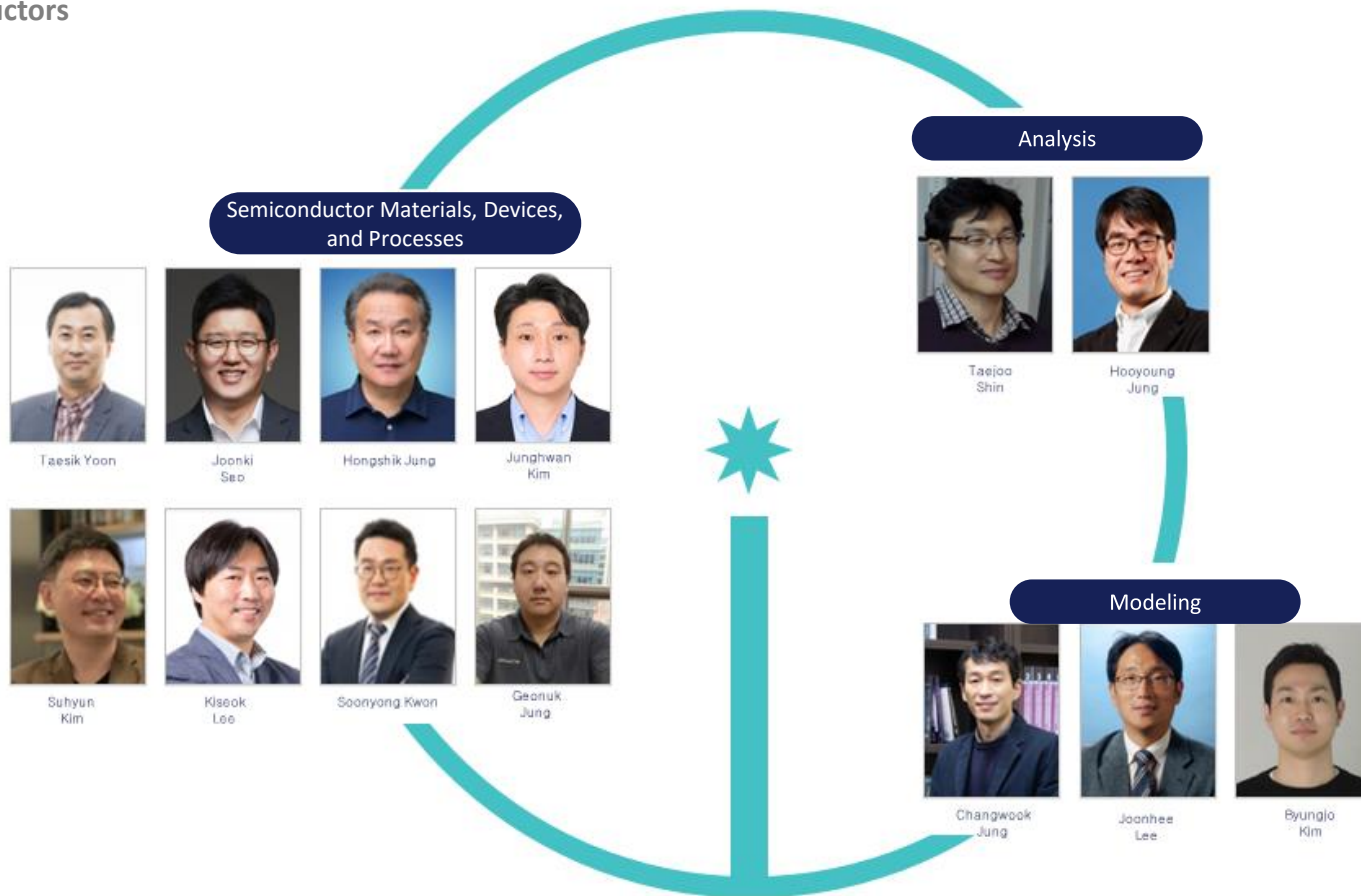 uctors
Analysis
Semiconductor Materials, Devices,
and Processes
Taejoo
Shin
Hooyoung
Jung
Taesik Yoon
Joonki
Seo
Hongshik Jung
Junghwan
Kim
Modeling
Suhyun
Kim
Kiseok
Lee
Soonyong Kwon
Geonuk
Jung
Changwook
Jung
Joonhee
Lee
Byungjo
Kim